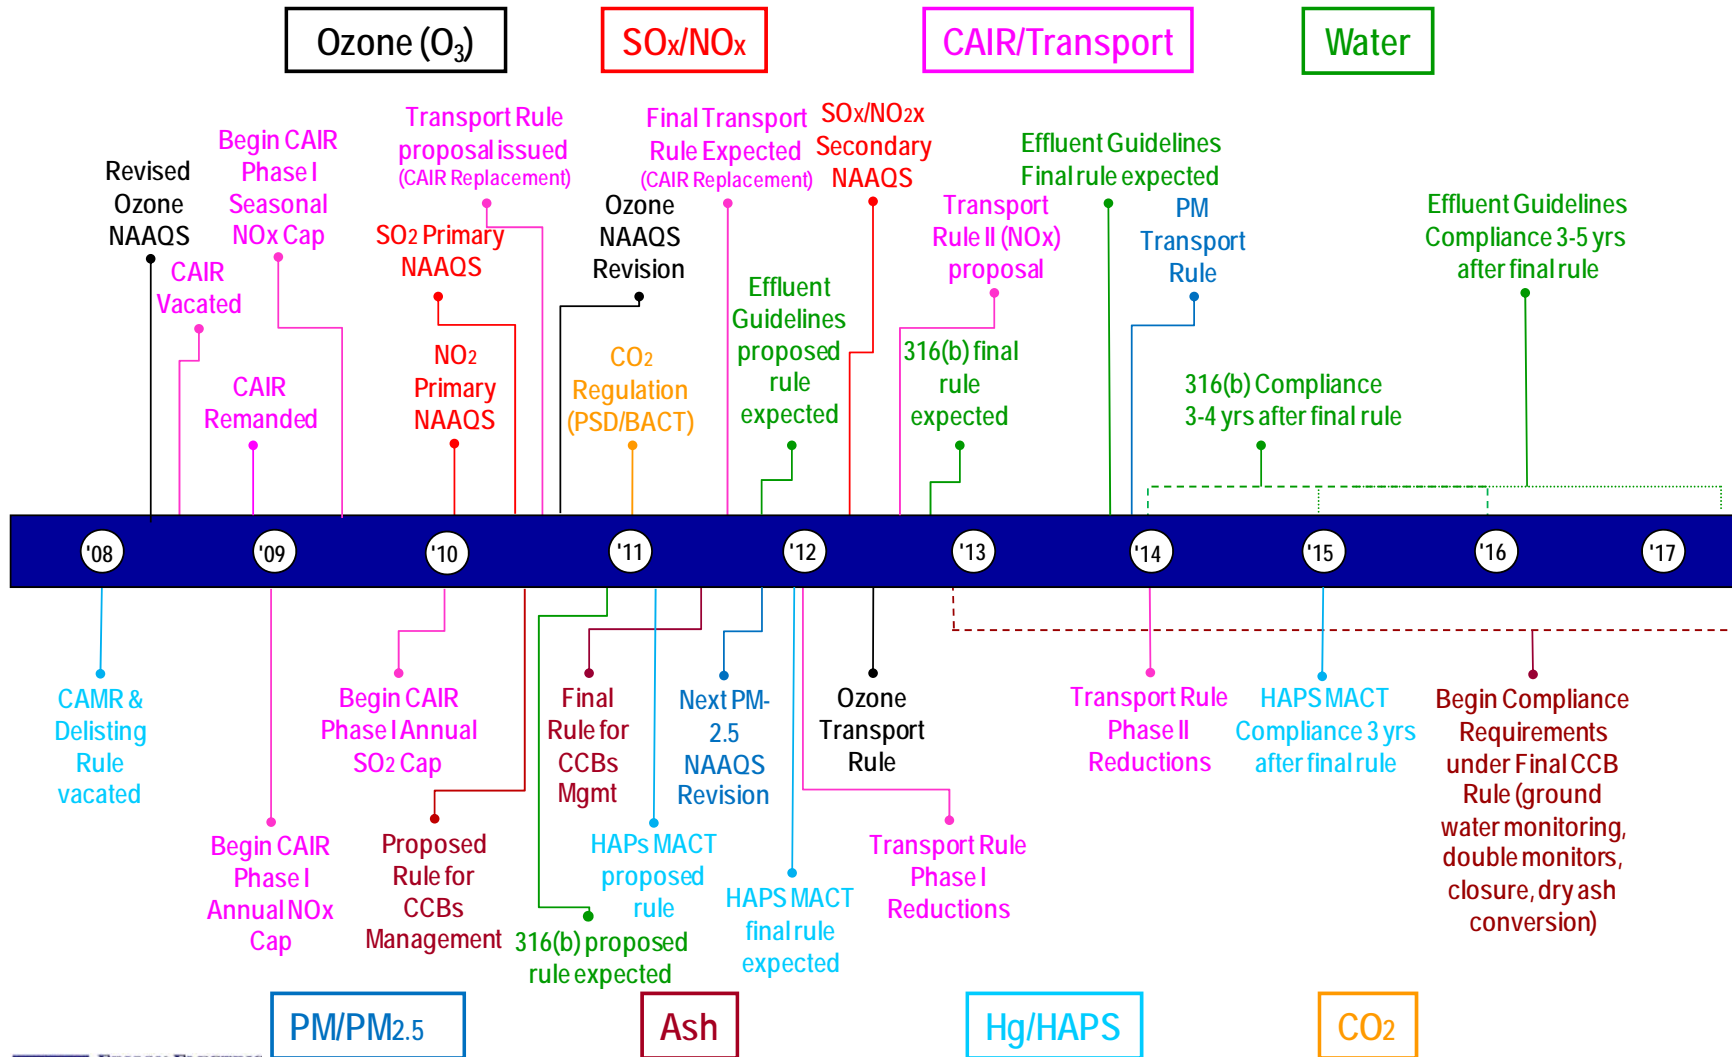 Ozone (O3)
SOx/NOx
CAIR/Transport
Water
Revised
Ozone
NAAQS
CAIR
Vacated
Begin CAIR
Phase I
Seasonal
NOx Cap
CAIR
Remanded
Transport Rule
proposal issued
(CAIR Replacement)
SO2 Primary
NAAQS
NO2
Primary
NAAQS
Ozone
NAAQS
Revision
CO2
Regulation
(PSD/BACT)
Final Transport
Rule Expected
(CAIR Replacement)
Effluent
Guidelines
proposed
rule
expected
SOx/NO2x
Secondary
NAAQS
Transport
Rule II (NOx)
proposal
316(b) final
rule
expected
Effluent Guidelines
Final rule expected
PM
Transport
Rule
316(b) Compliance
3-4 yrs after final rule
Effluent Guidelines
Compliance 3-5 yrs
after final rule
'08
'09
'10
'11
'12
'13
'14
'15
'16
'17
CAMR &
Delisting
Rule
vacated
Begin CAIR
Phase I
Annual NOx
Cap
Begin CAIR
Phase I Annual
SO2 Cap
Proposed
Rule for
CCBs
Management
316(b) proposed
rule expected
Final
Rule for
CCBs
Mgmt
HAPs MACT
proposed
rule
Next PM-
2.5
NAAQS
Revision
HAPS MACT
final rule
expected
Ozone
Transport
Rule
Transport Rule
Phase I
Reductions
Transport Rule
Phase II
Reductions
HAPS MACT
Compliance 3 yrs
after final rule
Begin Compliance
Requirements
under Final CCB
Rule (ground
water monitoring,
double monitors,
closure, dry ash
conversion)
PM/PM2.5
Ash
Hg/HAPS
CO2